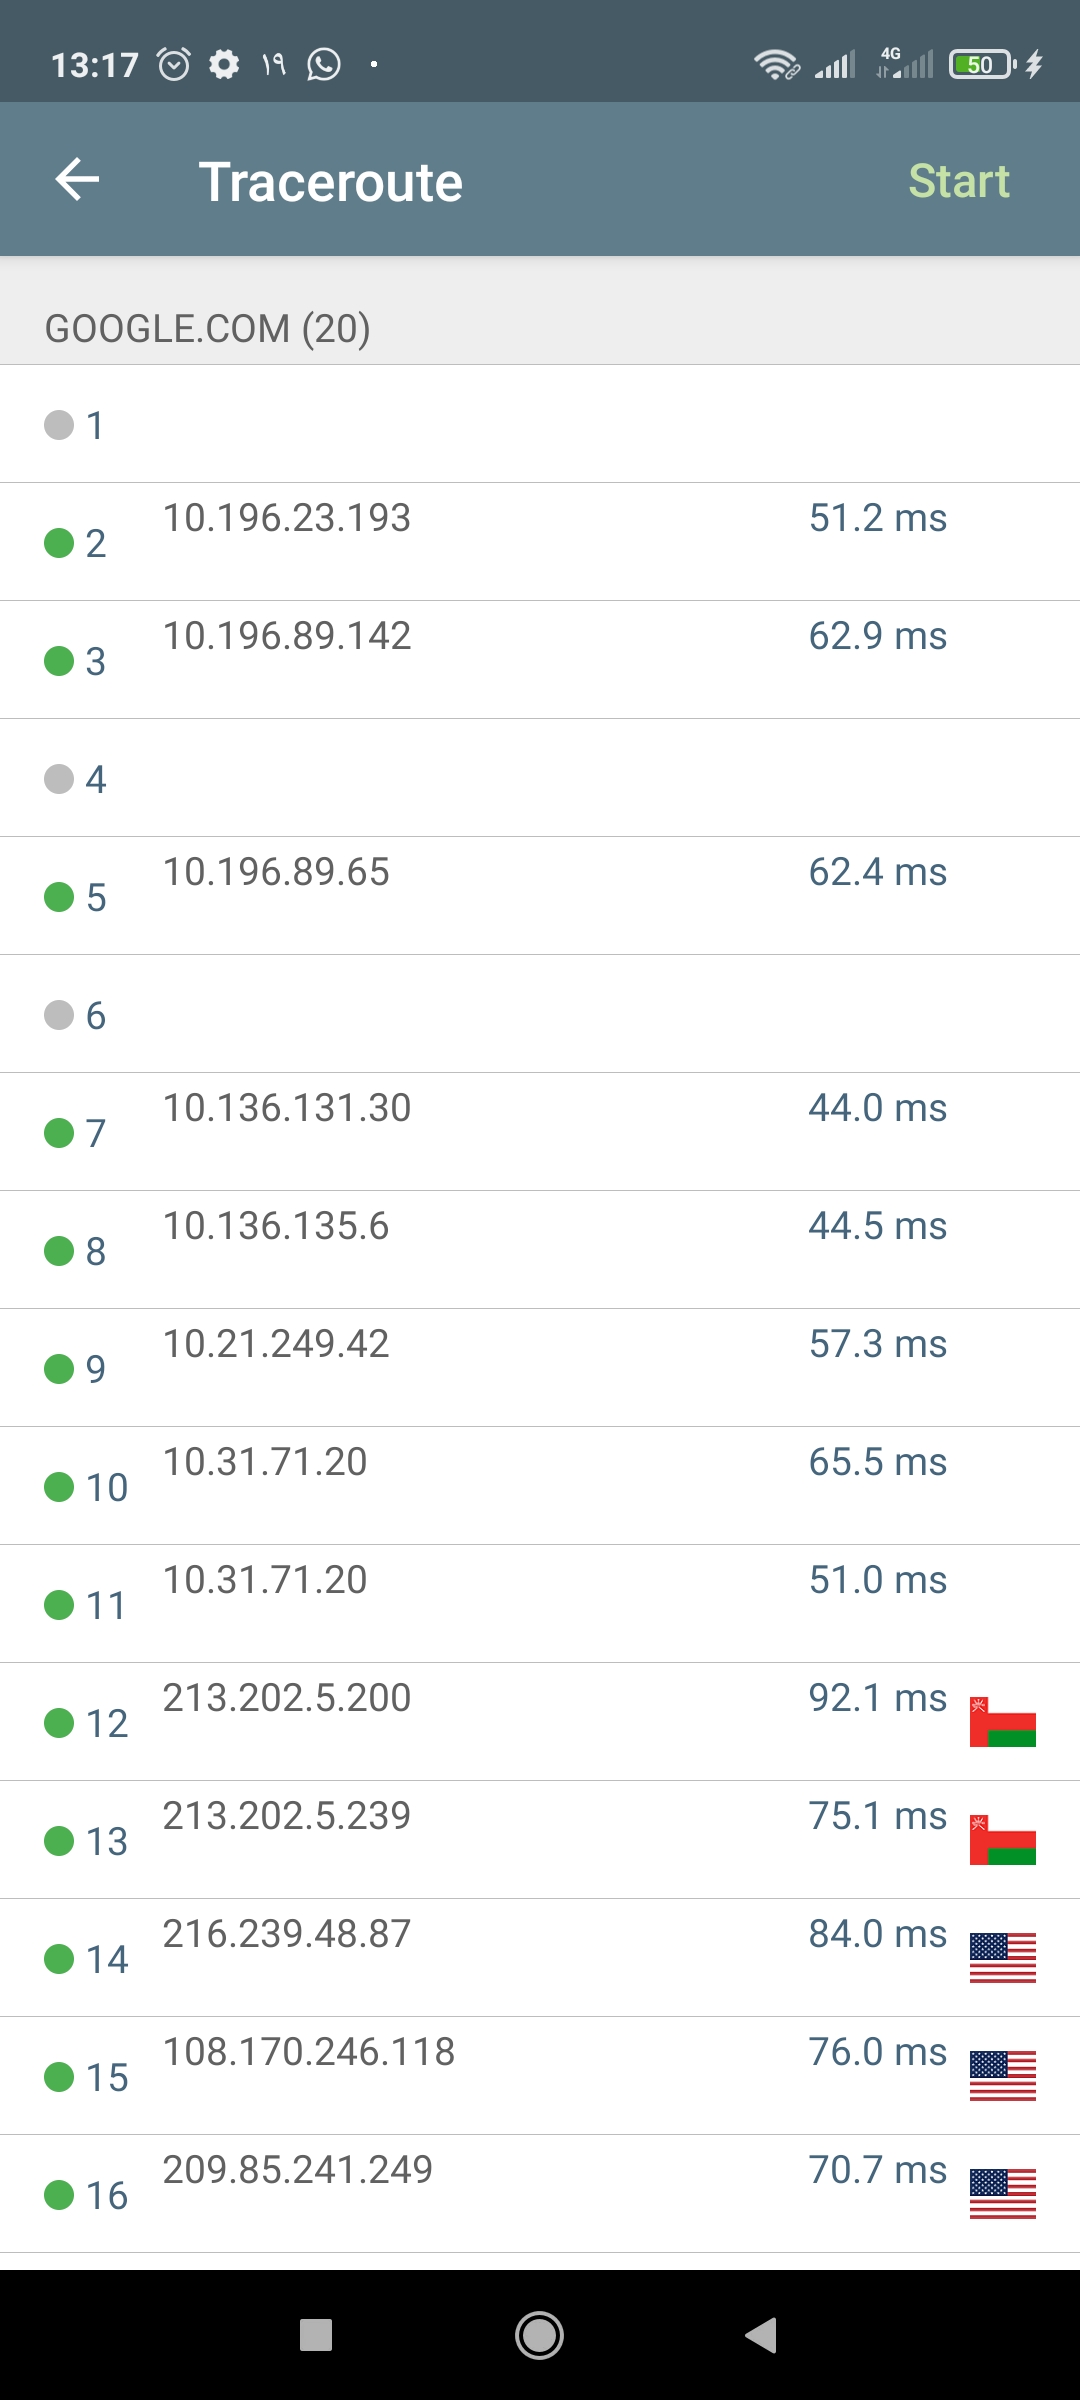 13:17 ١٩ 4G 50
Traceroute Start
GOOGLE.COM (20)
1
2 10.196.23.193 51.2 ms
3 10.196.89.142 62.9 ms
4
5 10.196.89.65 62.4 ms
6
7 10.136.131.30 44.0 ms
8 10.136.135.6 44.5 ms
9 10.21.249.42 57.3 ms
10 10.31.71.20 65.5 ms
11 10.31.71.20 51.0 ms
12 213.202.5.200 92.1 ms
13 213.202.5.239 75.1 ms
14 216.239.48.87 84.0 ms
15 108.170.246.118 76.0 ms
16 209.85.241.249 70.7 ms